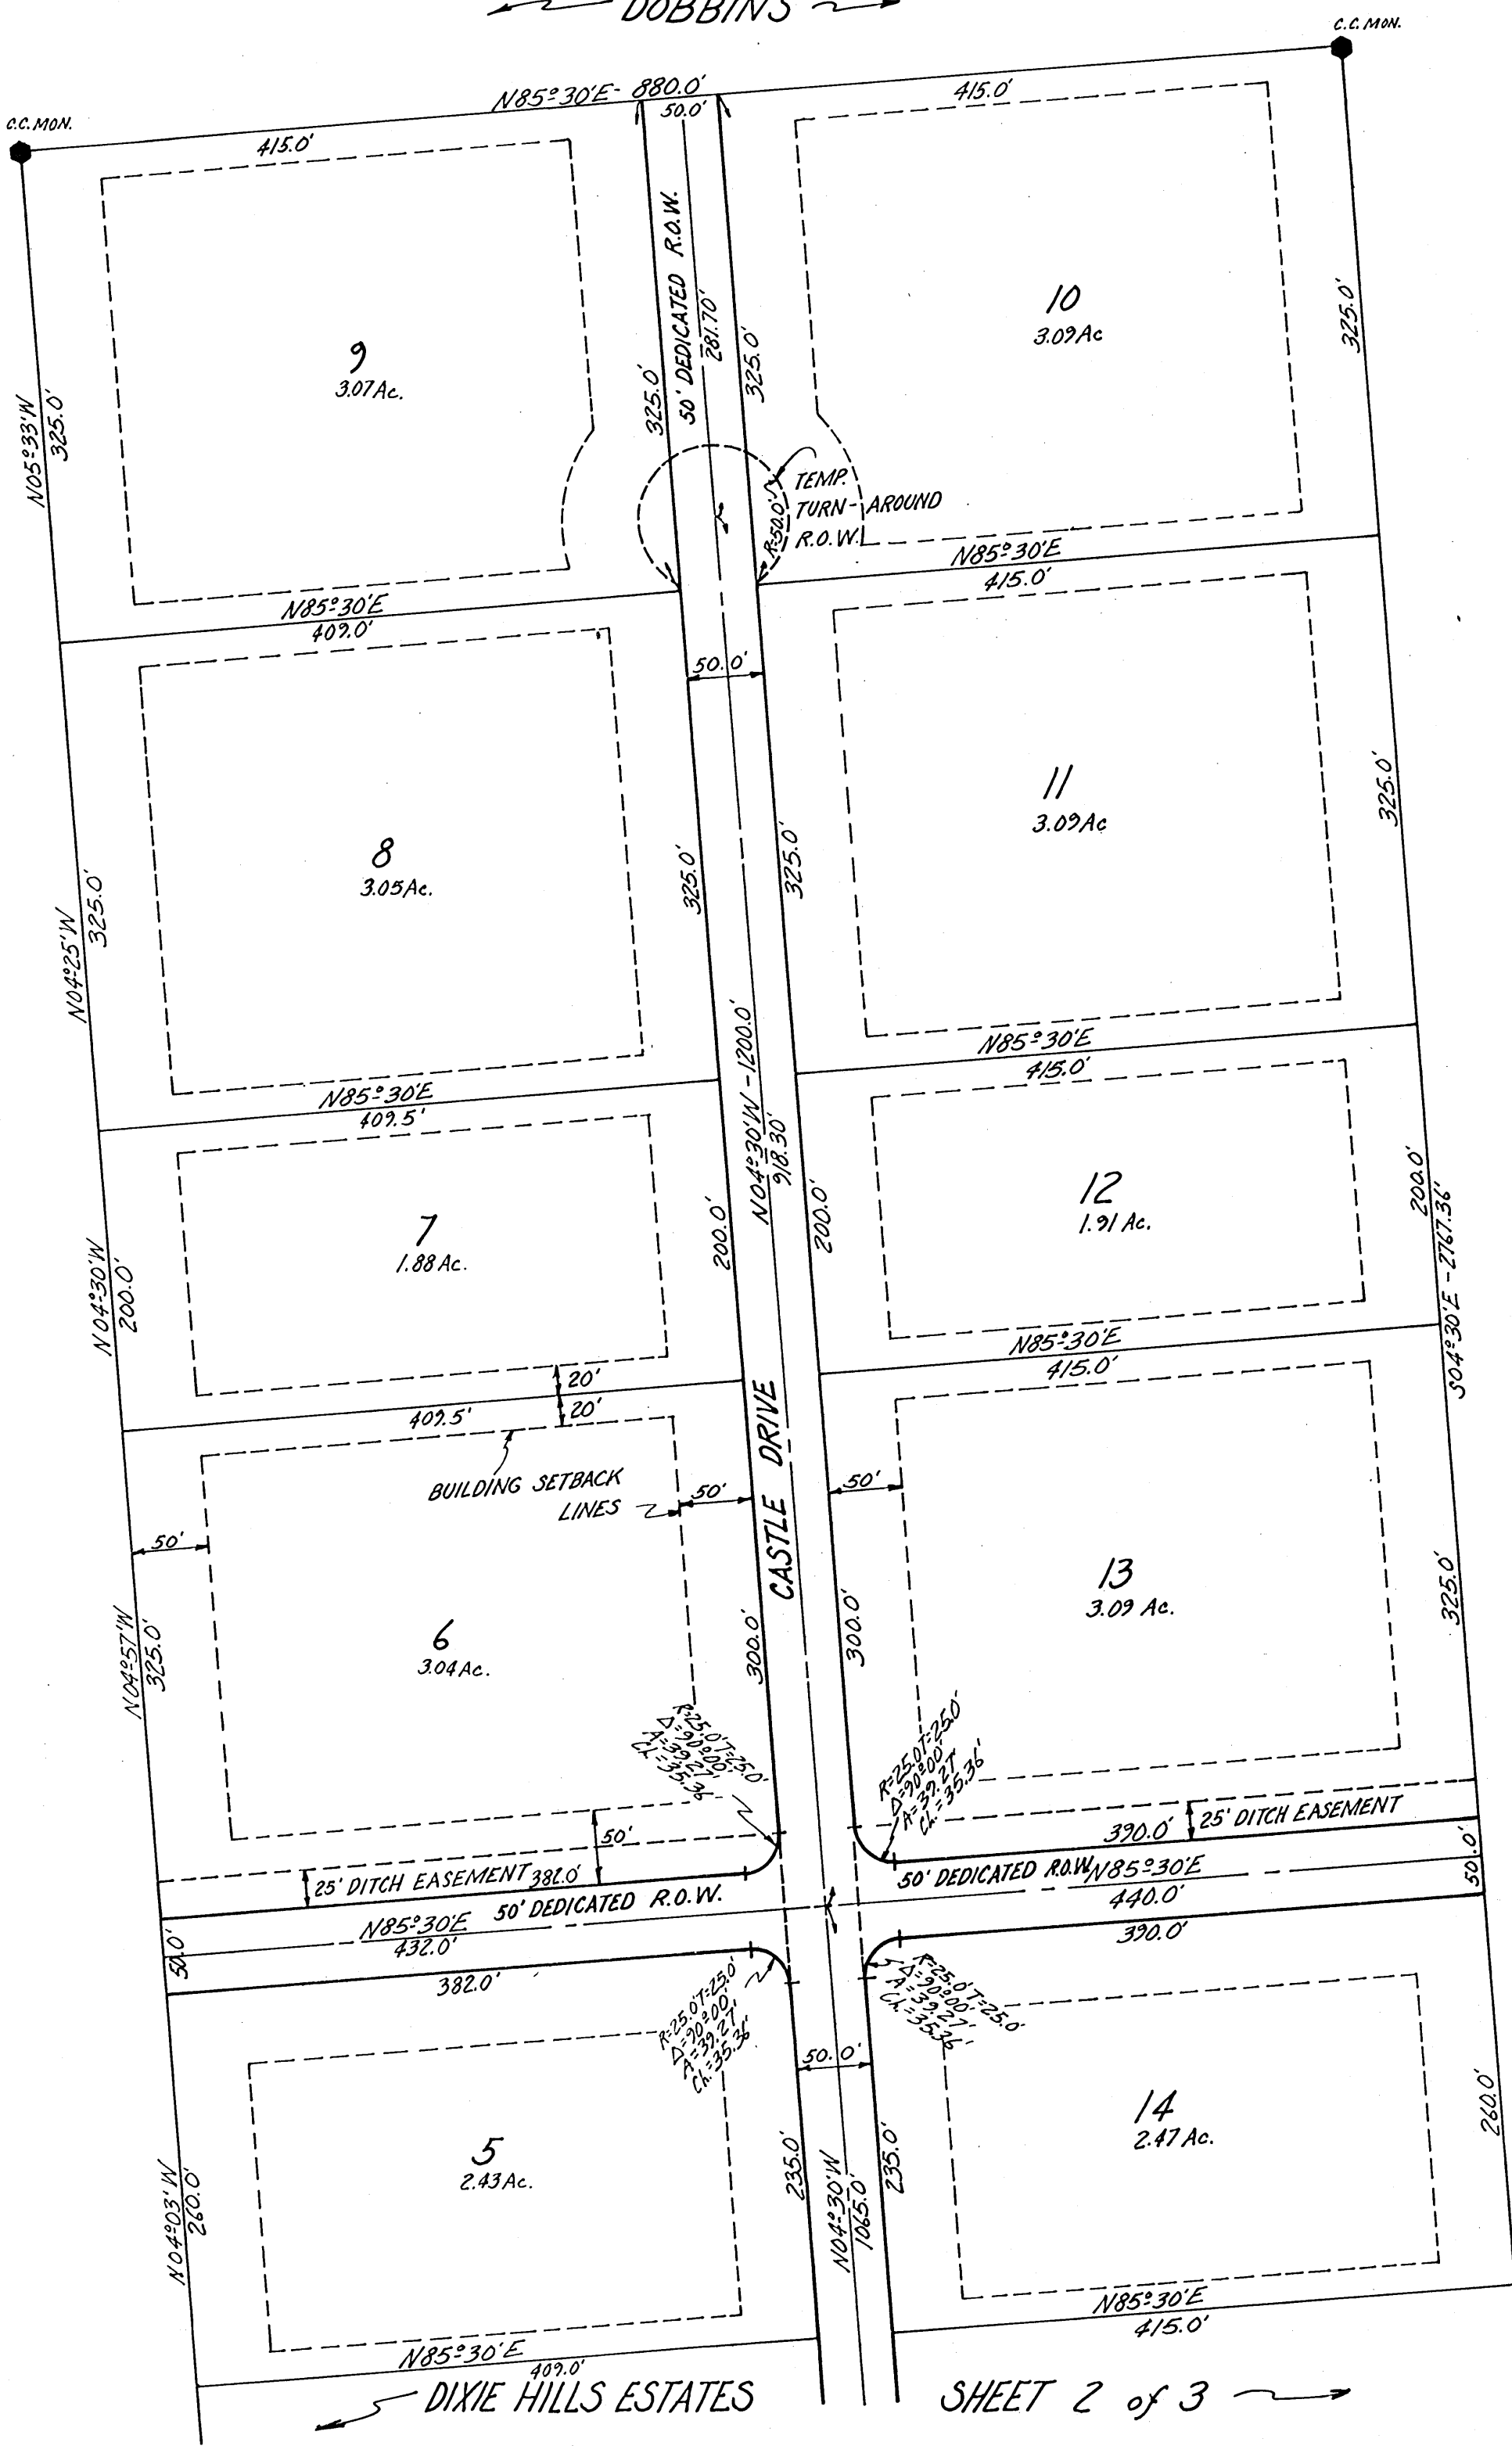 DOBBINS
C.C. MON.
C.C. MON.
N85°30'E - 880.0'
50.0'
415.0'
415.0'
50' DEDICATED R.O.W.
281.70'
325.0'
325.0'
9
3.07 Ac.
10
3.09 Ac
325.0'
N05°33'W
325.0'
TEMP.
TURN-AROUND
R.O.W.
R=50.0'
N85°30'E
409.0'
N85°30'E
415.0'
50.0'
8
3.05 Ac.
11
3.09 Ac
325.0'
325.0'
325.0'
N04°25'W
325.0'
N85°30'E
409.5'
N85°30'E
415.0'
N04°30'W - 1200.0'
918.30'
7
1.88 Ac.
12
1.91 Ac.
200.0'
200.0'
200.0'
S04°30'E - 2767.36'
N04°30'W
200.0'
N85°30'E
415.0'
20'
20'
409.5'
BUILDING SETBACK
LINES
50'
50'
50'
CASTLE DRIVE
6
3.04 Ac.
13
3.09 Ac.
300.0'
300.0'
325.0'
N04°57'W
325.0'
R=25.0' T=25.0'
Δ=90°00'
A=39.27'
Ch.=35.36'
R=25.0 T=25.0'
Δ=90°00'
A=39.27'
Ch.=35.36'
50'
25' DITCH EASEMENT
382.0'
390.0'
25' DITCH EASEMENT
50' DEDICATED R.O.W.
50' DEDICATED R.O.W.
N85°30'E
432.0'
N85°30'E
440.0'
50.0'
50.0'
382.0'
390.0'
R=25.0 T=25.0'
Δ=90°00'
A=39.27'
Ch.=35.36'
R=25.0' T=25.0'
Δ=90°00'
A=39.27'
Ch.=35.36'
50.0'
5
2.43 Ac.
14
2.47 Ac.
235.0'
235.0'
260.0'
N04°03'W
260.0'
N04°30'W
1065.0'
N85°30'E
409.0'
N85°30'E
415.0'
DIXIE HILLS ESTATES
SHEET 2 of 3